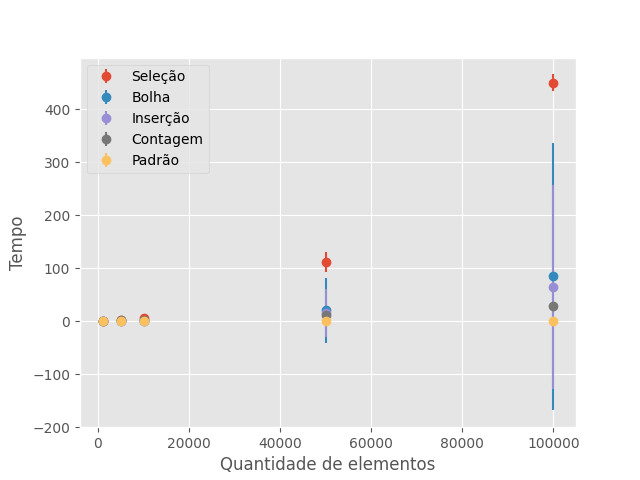 Seleção
Bolha
Inserção
Contagem
Padrão
400
300
200
100
0
−100
−200
Tempo
0 20000 40000 60000 80000 100000
Quantidade de elementos